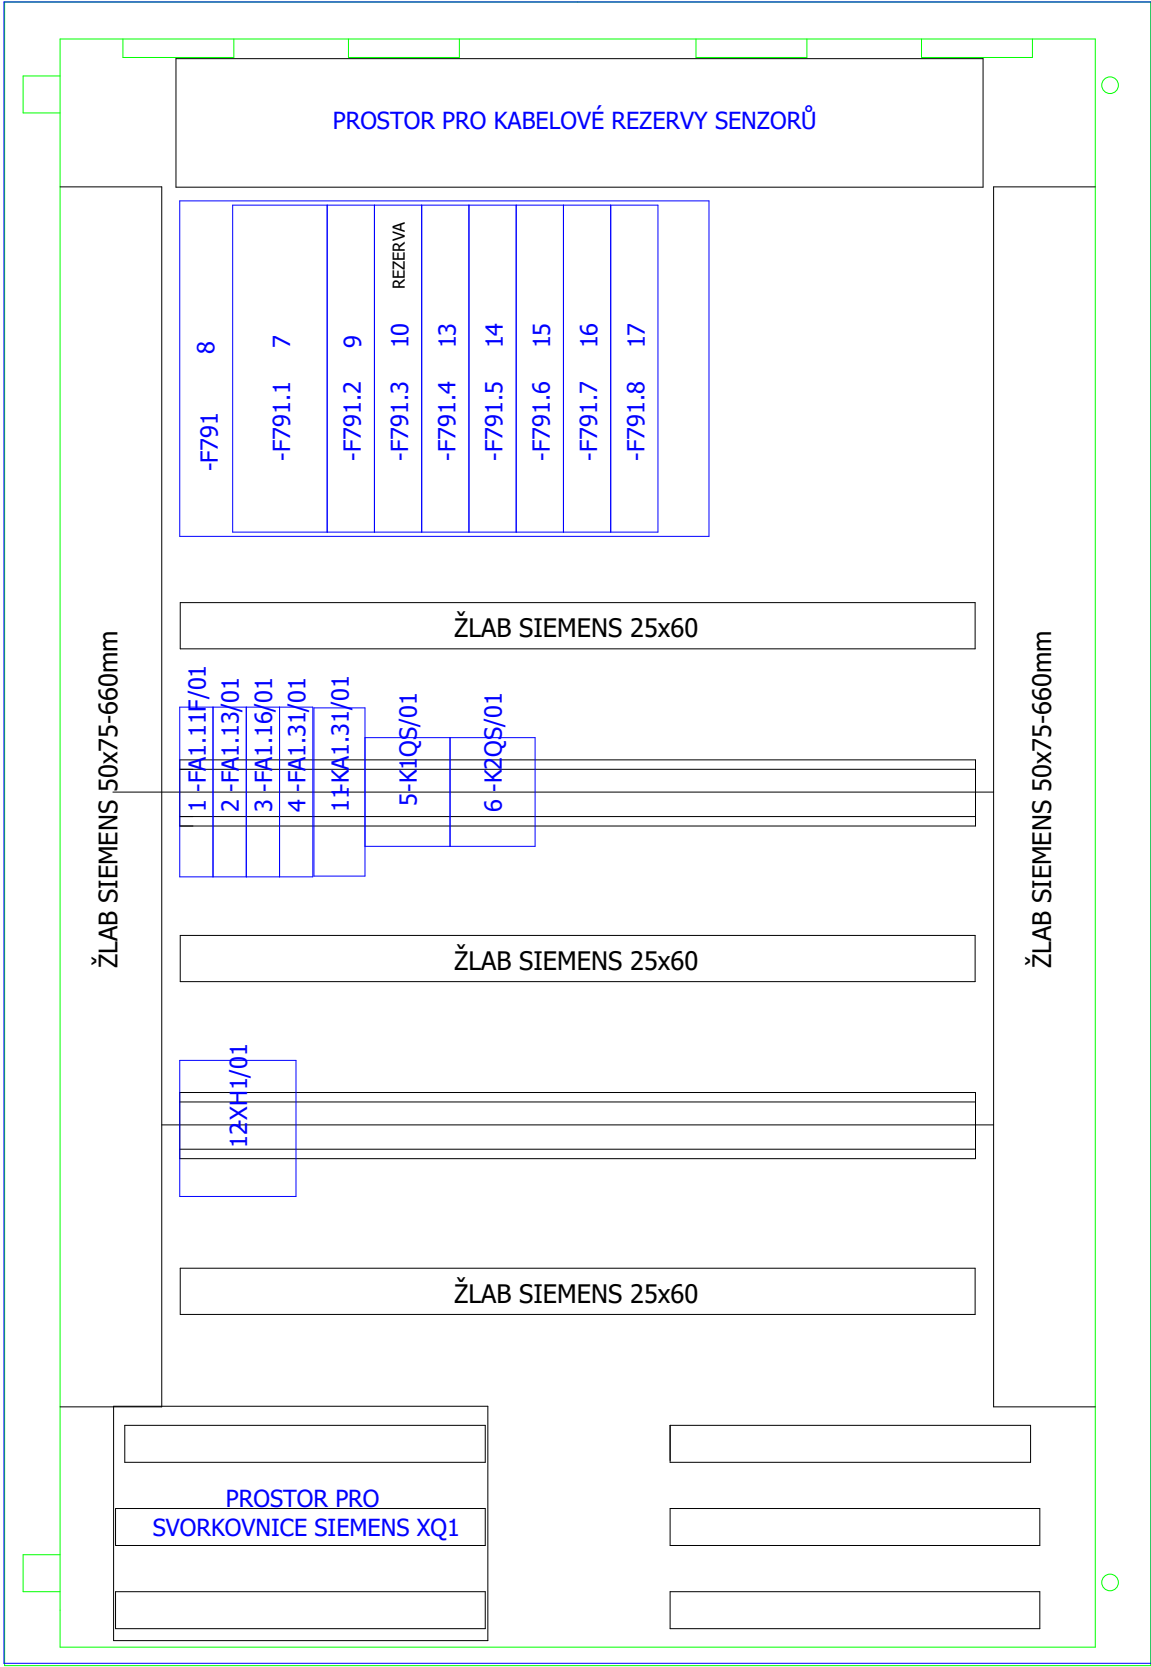 PROSTOR PRO KABELOVÉ REZERVY SENZORŮ
-F791 8
-F791.1 7
-F791.2 9
-F791.3 10 REZERVA
-F791.4 13
-F791.5 14
-F791.6 15
-F791.7 16
-F791.8 17
ŽLAB SIEMENS 25x60
ŽLAB SIEMENS 50x75-660mm
1 -FA1.11F/01
2 -FA1.13/01
3 -FA1.16/01
4 -FA1.31/01
11-KA1.31/01
5-K1QS/01
6 -K2QS/01
ŽLAB SIEMENS 50x75-660mm
ŽLAB SIEMENS 25x60
12-XH1/01
ŽLAB SIEMENS 25x60
PROSTOR PRO
SVORKOVNICE SIEMENS XQ1